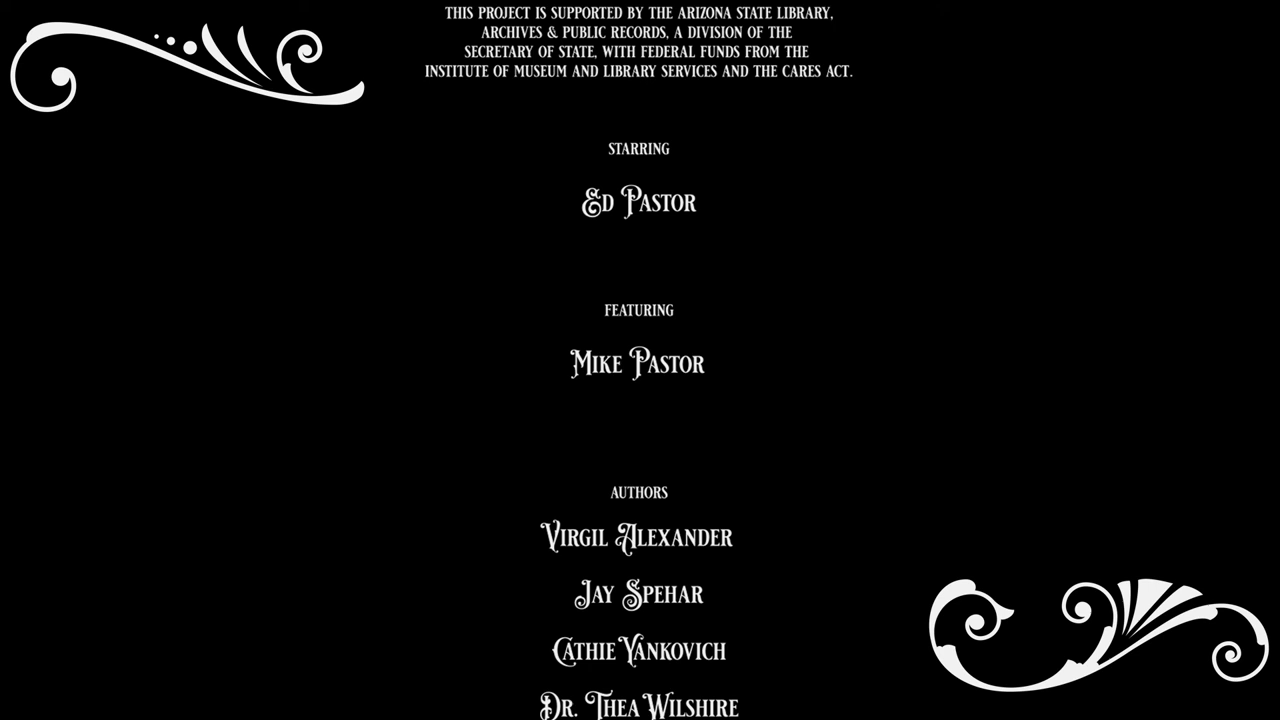 THIS PROJECT IS SUPPORTED BY THE ARIZONA STATE LIBRARY,
ARCHIVES & PUBLIC RECORDS, A DIVISION OF THE
SECRETARY OF STATE, WITH FEDERAL FUNDS FROM THE
INSTITUTE OF MUSEUM AND LIBRARY SERVICES AND THE CARES ACT.
STARRING
ED PASTOR
FEATURING
MIKE PASTOR
AUTHORS
VIRGIL ALEXANDER
JAY SPEHAR
CATHIE YANKOVICH
DR. THEA WILSHIRE